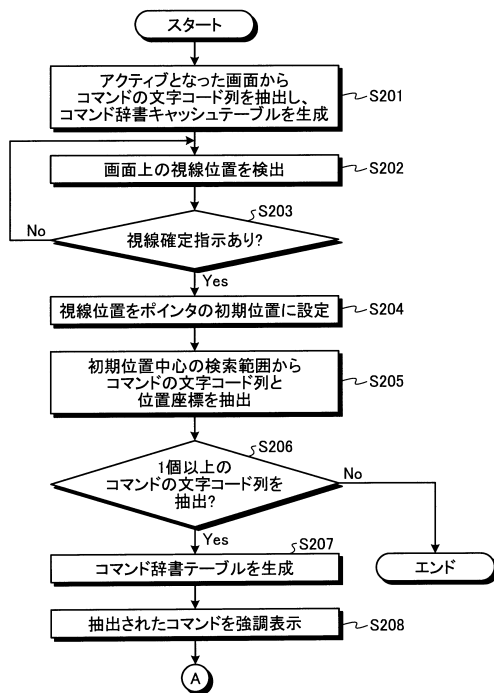 スタート
アクティブとなった画面から
コマンドの文字コード列を抽出し、
コマンド辞書キャッシュテーブルを生成
S201
画面上の視線位置を検出
S202
S203
視線確定指示あり?
No
Yes
視線位置をポインタの初期位置に設定
S204
初期位置中心の検索範囲から
コマンドの文字コード列と
位置座標を抽出
S205
S206
1個以上の
コマンドの文字コード列を
抽出?
No
Yes
S207
コマンド辞書テーブルを生成
エンド
抽出されたコマンドを強調表示
S208
A